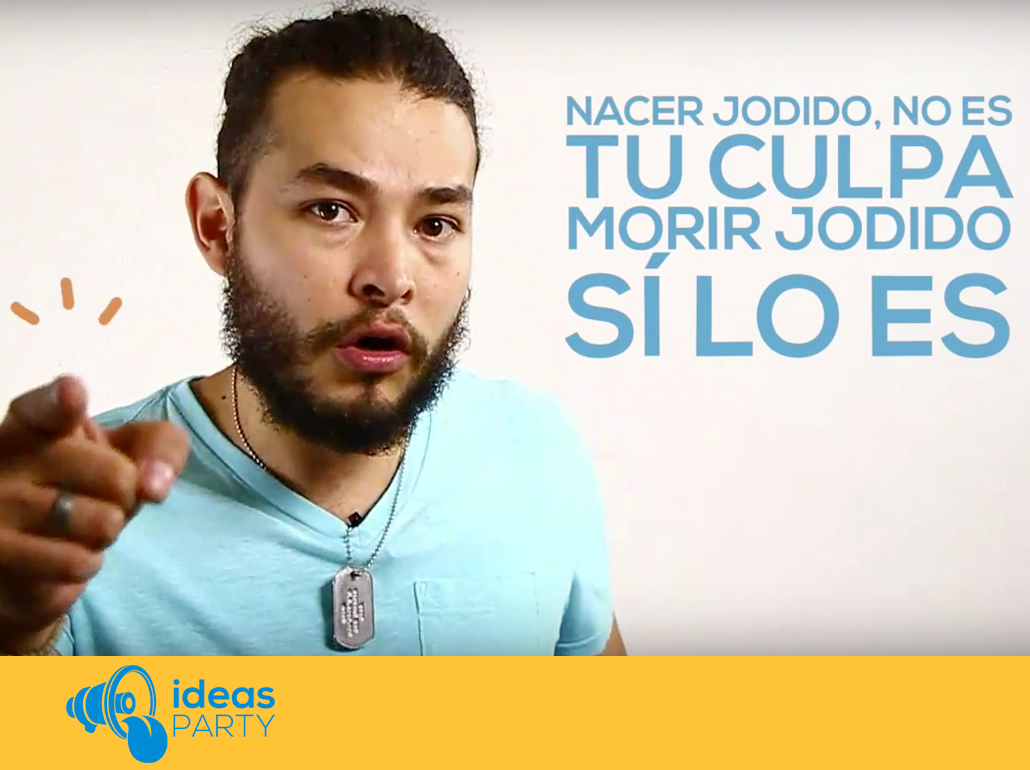 NACER JODIDO, NO ES
TU CULPA
MORIR JODIDO
SÍ LO ES
ideas
PARTY